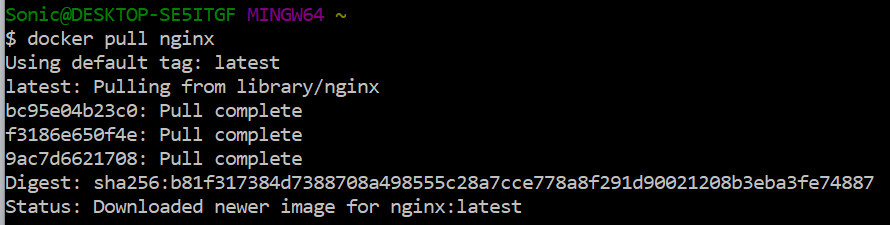 Sonic@DESKTOP-SE5ITGF MINGW64 ~
$ docker pull nginx
Using default tag: latest
latest: Pulling from library/nginx
bc95e04b23c0: Pull complete
f3186e650f4e: Pull complete
9ac7d6621708: Pull complete
Digest: sha256:b81f317384d7388708a498555c28a7cce778a8f291d90021208b3eba3fe74887
Status: Downloaded newer image for nginx:latest